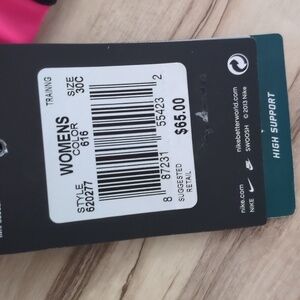 TRAINNG
SIZE
30C
WOMENS
COLOR
616
STYLE
620277
8 87231 55423 2
$65.00
SUGGESTED
RETAIL
nikebetterworld.com
SWOOSH © 2013 Nike
nike.com
NIKE
HIGH SUPPORT